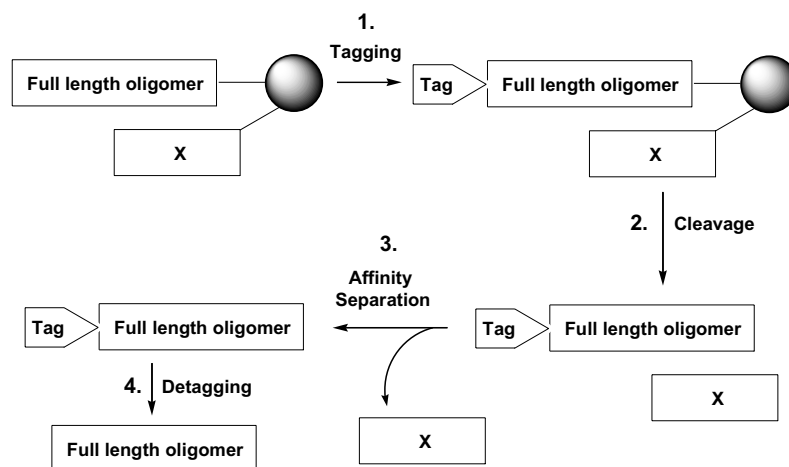 1.
Tagging
Full length oligomer
Tag
Full length oligomer
X
X
2.
Cleavage
3.
Affinity
Separation
Tag
Full length oligomer
Tag
Full length oligomer
4.
Detagging
X
X
Full length oligomer